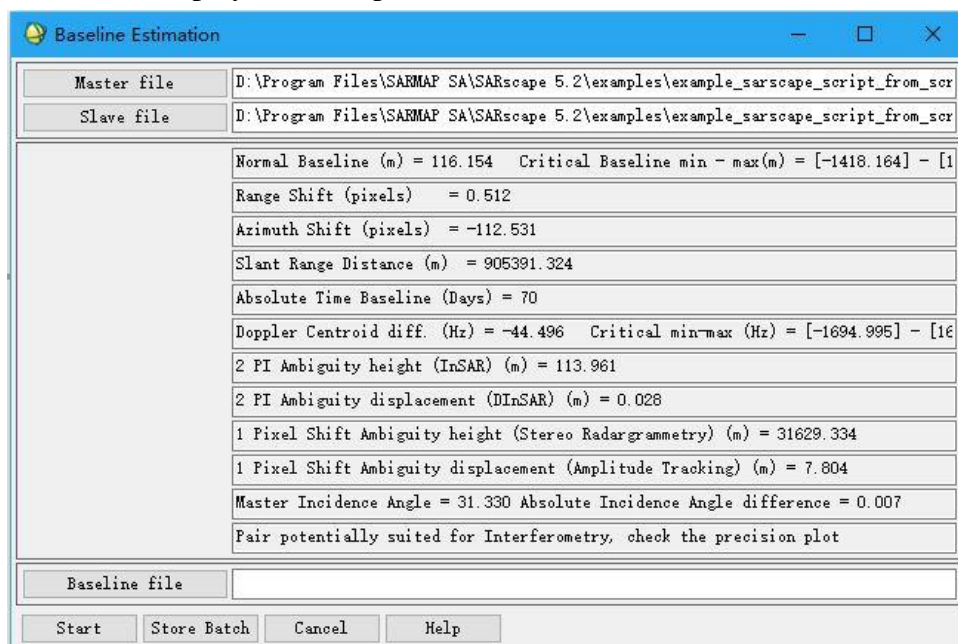 Baseline Estimation
Master file D:\Program Files\SARMAP SA\SARscape 5.2\examples\example_sarscape_script_from_scr
Slave file D:\Program Files\SARMAP SA\SARscape 5.2\examples\example_sarscape_script_from_scr
Normal Baseline (m) = 116.154 Critical Baseline min - max(m) = [-1418.164] - [1
Range Shift (pixels) = 0.512
Azimuth Shift (pixels) = -112.531
Slant Range Distance (m) = 905391.324
Absolute Time Baseline (Days) = 70
Doppler Centroid diff. (Hz) = -44.496 Critical min-max (Hz) = [-1694.995] - [16
2 PI Ambiguity height (InSAR) (m) = 113.961
2 PI Ambiguity displacement (DInSAR) (m) = 0.028
1 Pixel Shift Ambiguity height (Stereo Radargrammetry) (m) = 31629.334
1 Pixel Shift Ambiguity displacement (Amplitude Tracking) (m) = 7.804
Master Incidence Angle = 31.330 Absolute Incidence Angle difference = 0.007
Pair potentially suited for Interferometry, check the precision plot
Baseline file
Start Store Batch Cancel Help